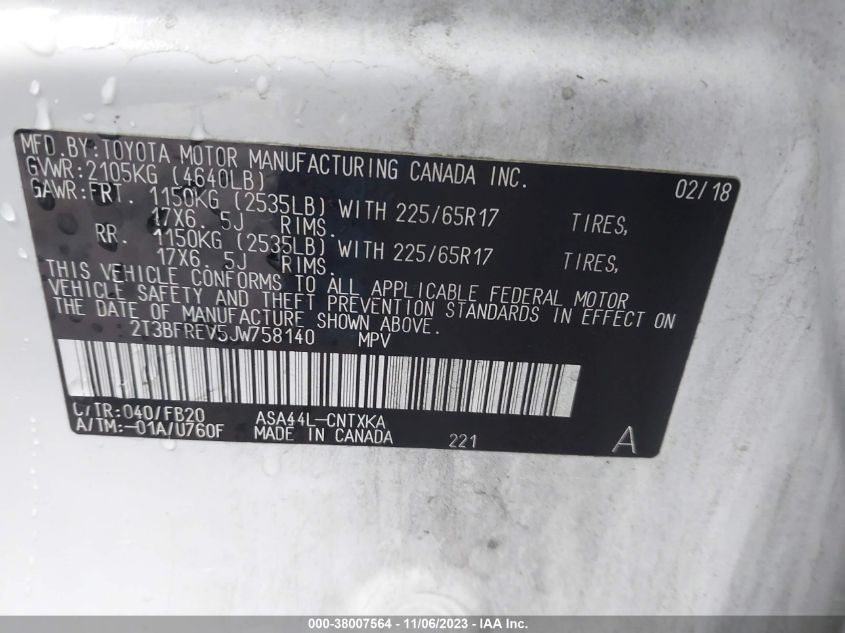 MFD.BY:TOYOTA MOTOR MANUFACTURING CANADA INC. 02/18
GVWR:2105KG (4640LB)
GAWR:FRT. 1150KG (2535LB) WITH 225/65R17 TIRES,
17X6. 5J RIMS.
RR. 1150KG (2535LB) WITH 225/65R17 TIRES,
17X6. 5J RIMS.
THIS VEHICLE CONFORMS TO ALL APPLICABLE FEDERAL MOTOR
VEHICLE SAFETY AND THEFT PREVENTION STANDARDS IN EFFECT ON
THE DATE OF MANUFACTURE SHOWN ABOVE.
2T3BFREV5JW758140 MPV
C/TR:040/FB20 ASA44L-CNTXKA
A/TM:-01A/U760F MADE IN CANADA 221 A
000-38007564 - 11/06/2023 - IAA Inc.